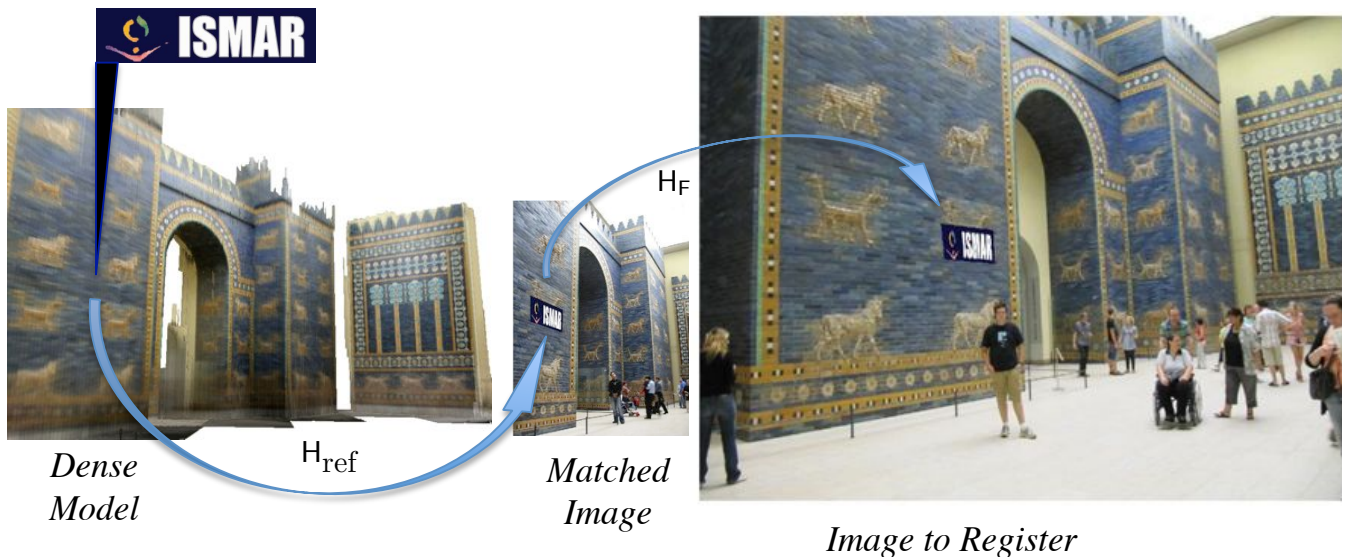 ISMAR
H_F
ISMAR
ISMAR
H_ref
Dense
Model
Matched
Image
Image to Register